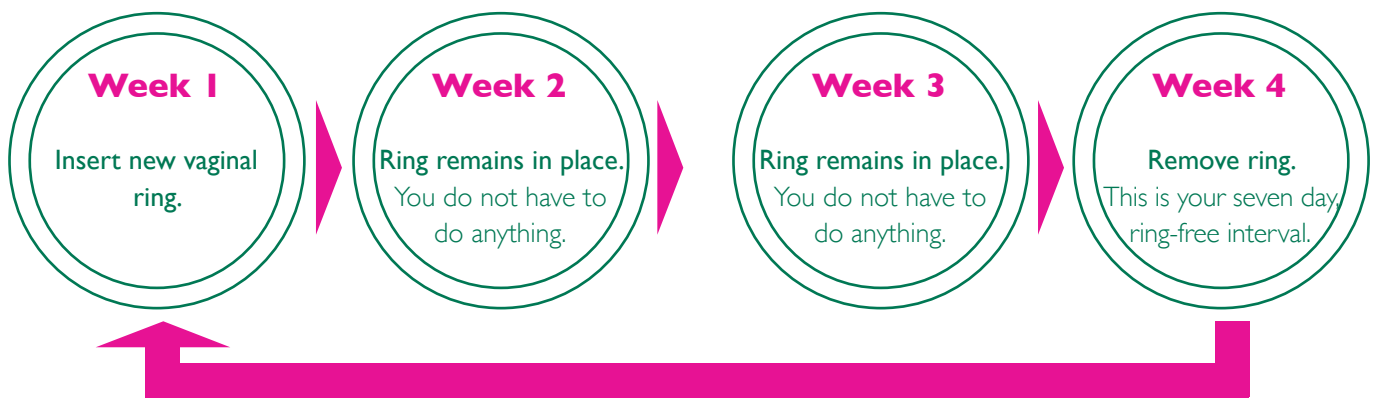 Week 1
Insert new vaginal
ring.
Week 2
Ring remains in place.
You do not have to
do anything.
Week 3
Ring remains in place.
You do not have to
do anything.
Week 4
Remove ring.
This is your seven day,
ring-free interval.